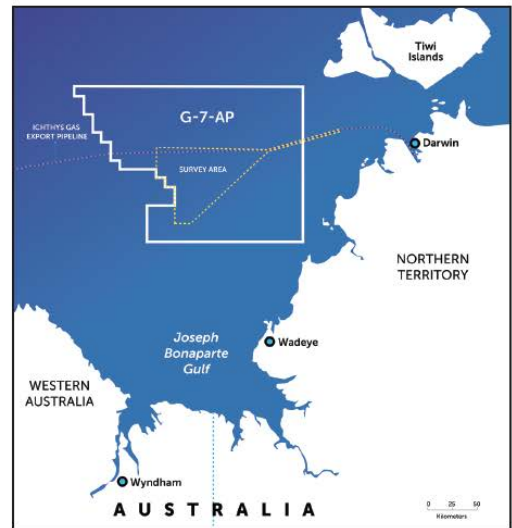 Tiwi
Islands
G-7-AP
ICHTHYS GAS
EXPORT PIPELINE
Darwin
SURVEY AREA
NORTHERN
TERRITORY
Joseph
Bonaparte
Gulf
Wadeye
WESTERN
AUSTRALIA
Wyndham
AUSTRALIA
0 25 50
Kilometers